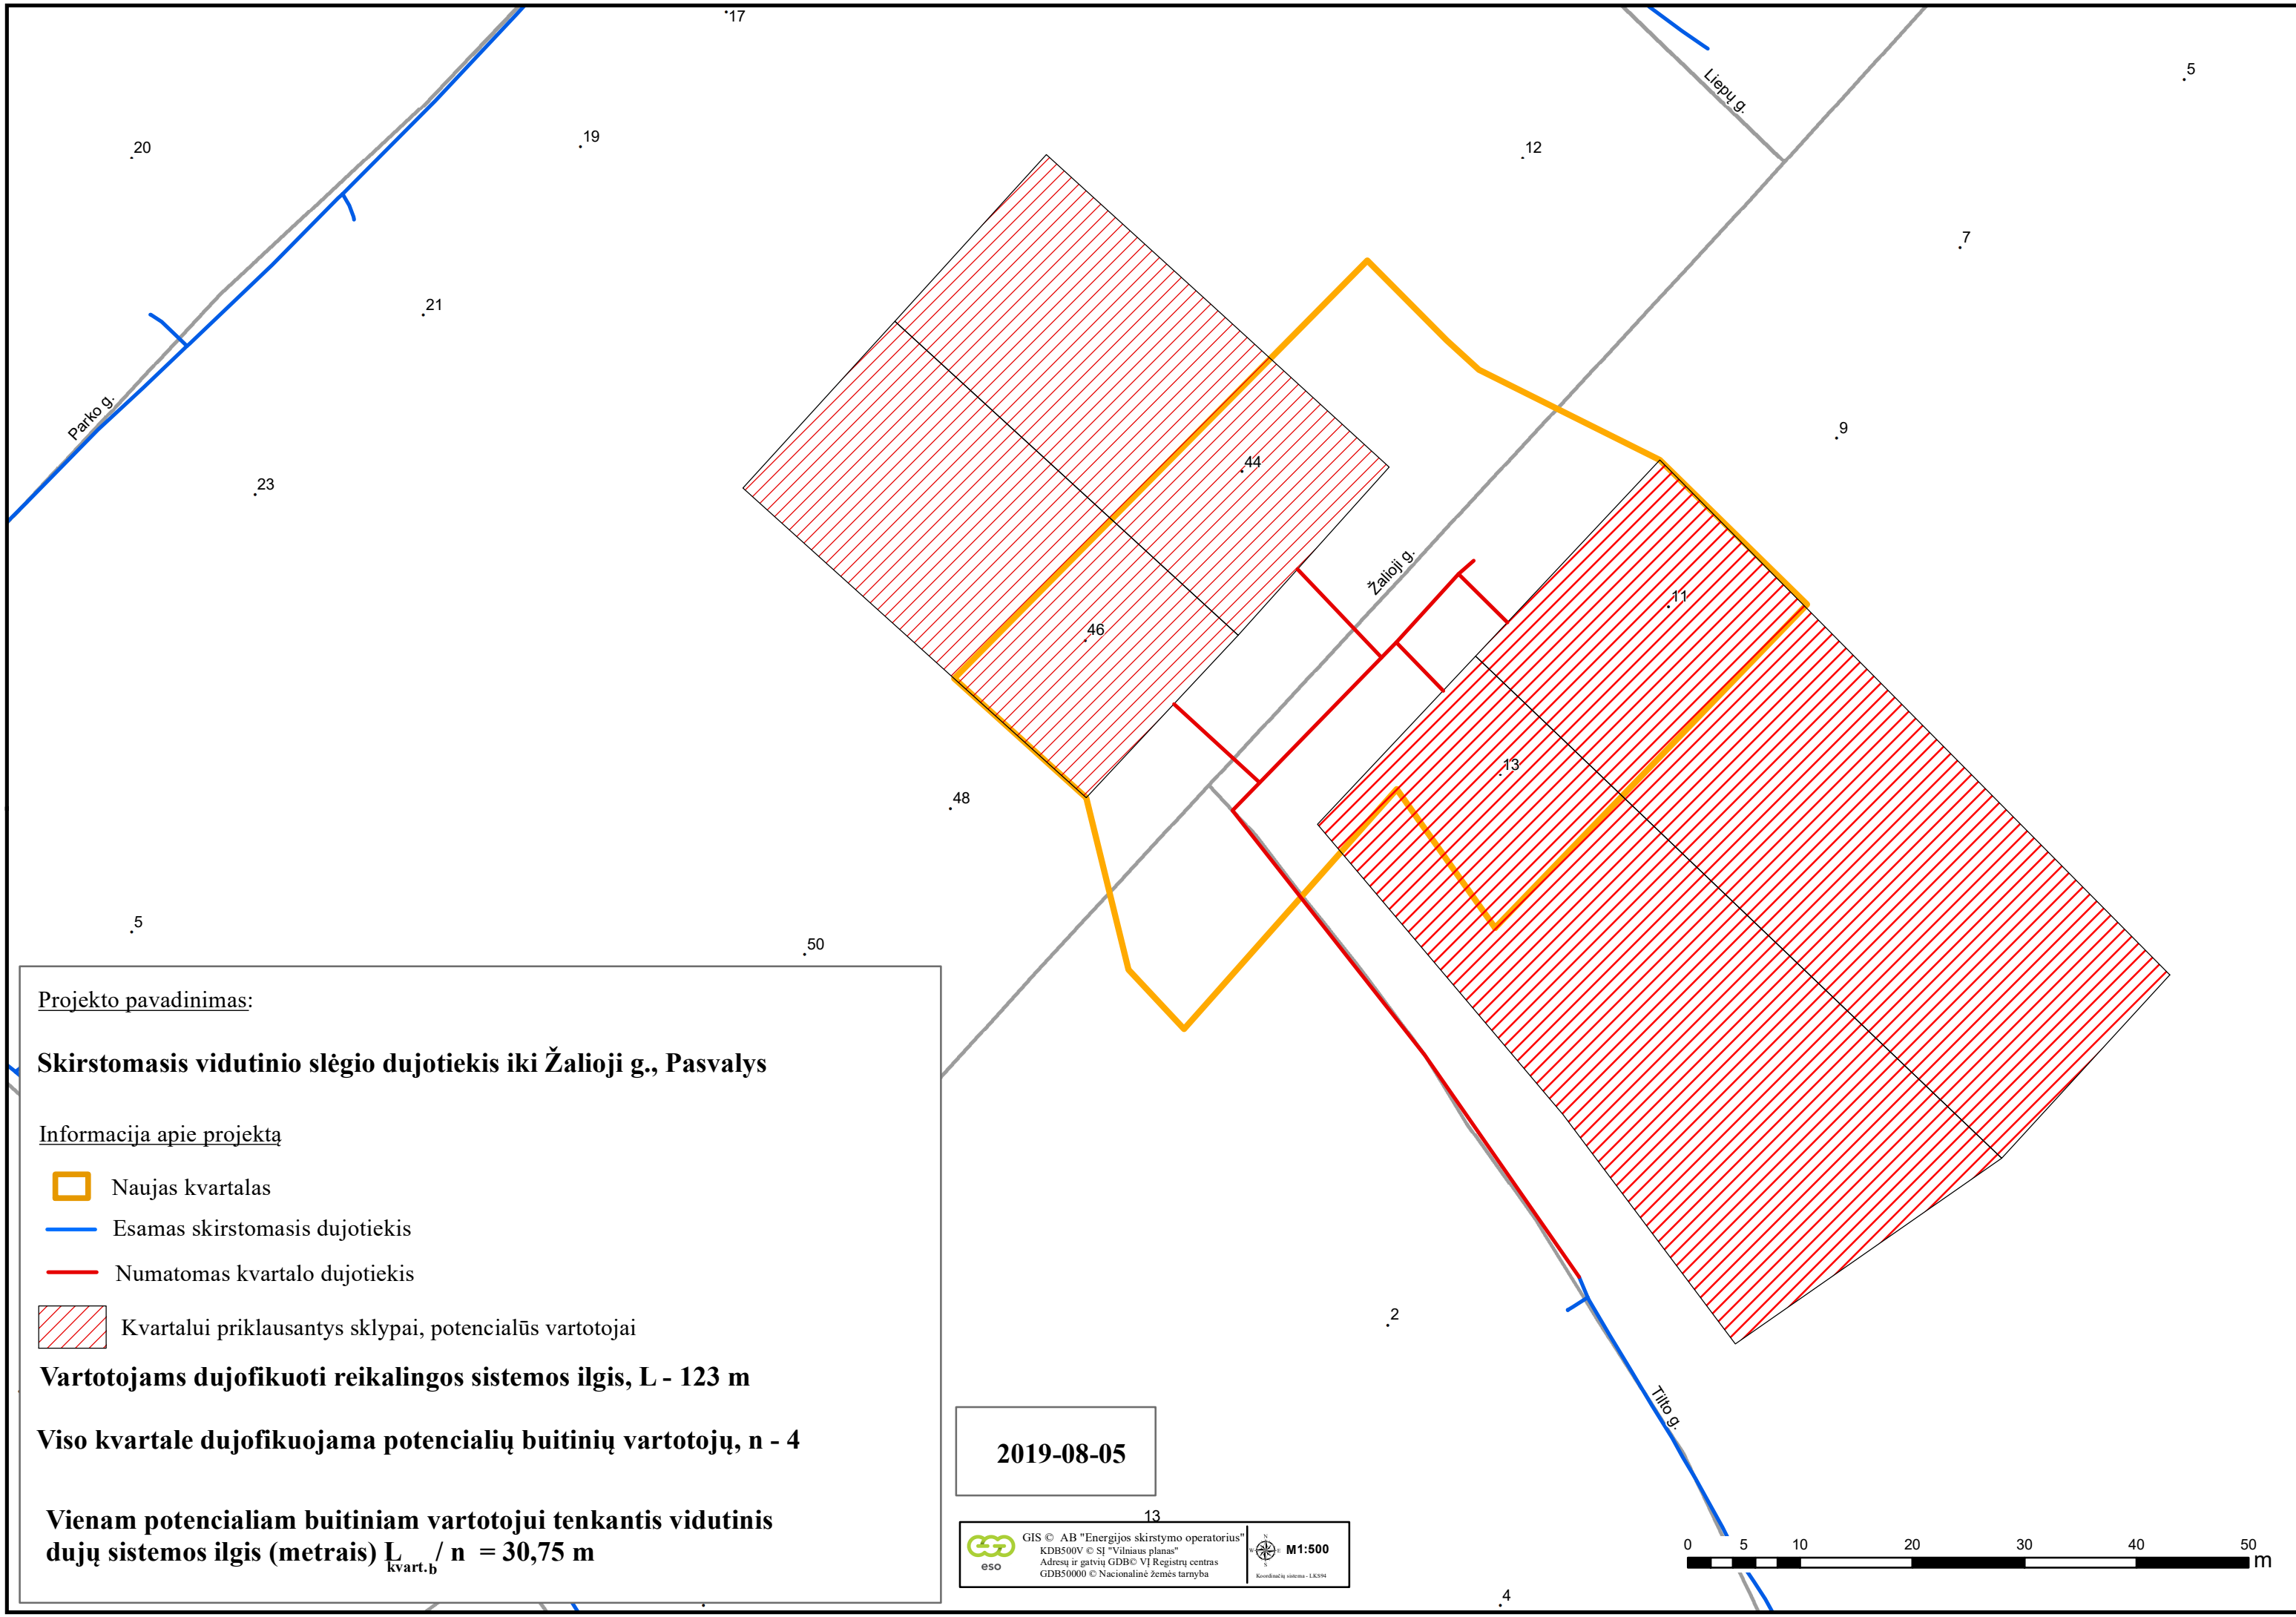 17
5
Liepų g.
19
12
20
7
21
Parko g.
9
44
23
Žalioji g.
11
46
13
48
5
50
Projekto pavadinimas:
Skirstomasis vidutinio slėgio dujotiekis iki Žalioji g., Pasvalys
Informacija apie projektą
Naujas kvartalas
Esamas skirstomasis dujotiekis
Numatomas kvartalo dujotiekis
Kvartalui priklausantys sklypai, potencialūs vartotojai
Vartotojams dujofikuoti reikalingos sistemos ilgis, L - 123 m
Viso kvartale dujofikuojama potencialių buitinių vartotojų, n - 4
Vienam potencialiam buitiniam vartotojui tenkantis vidutinis
dujų sistemos ilgis (metrais) L kvart.b / n = 30,75 m
2
Tilto g.
2019-08-05
13
eso
GIS © AB "Energijos skirstymo operatorius"
KDB500V © SĮ "Vilniaus planas"
Adresų ir gatvių GDB© VĮ Registrų centras
GDB50000 © Nacionalinė žemės tarnyba
N
W E
S
M1:500
Koordinačių sistema - LKS94
0 5 10 20 30 40 50 m
4